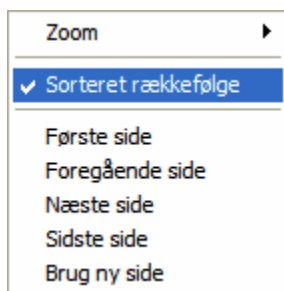 Zoom
Sorteret rækkefølge
Første side
Foregående side
Næste side
Sidste side
Brug ny side